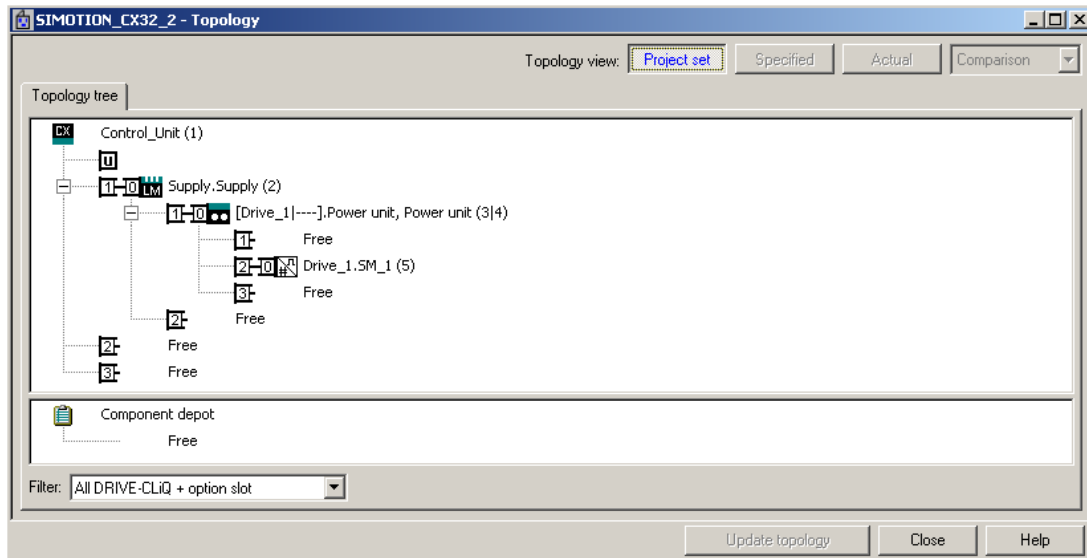 SIMOTION_CX32_2 - Topology
Topology view: Project set Specified Actual Comparison
Topology tree
CX Control_Unit (1)
U
1 0 LM Supply.Supply (2)
1 0 [Drive_1|----].Power unit, Power unit (3|4)
1 Free
2 0 # Drive_1.SM_1 (5)
3 Free
2 Free
2 Free
3 Free
Component depot
Free
Filter: All DRIVE-CLiQ + option slot
Update topology Close Help